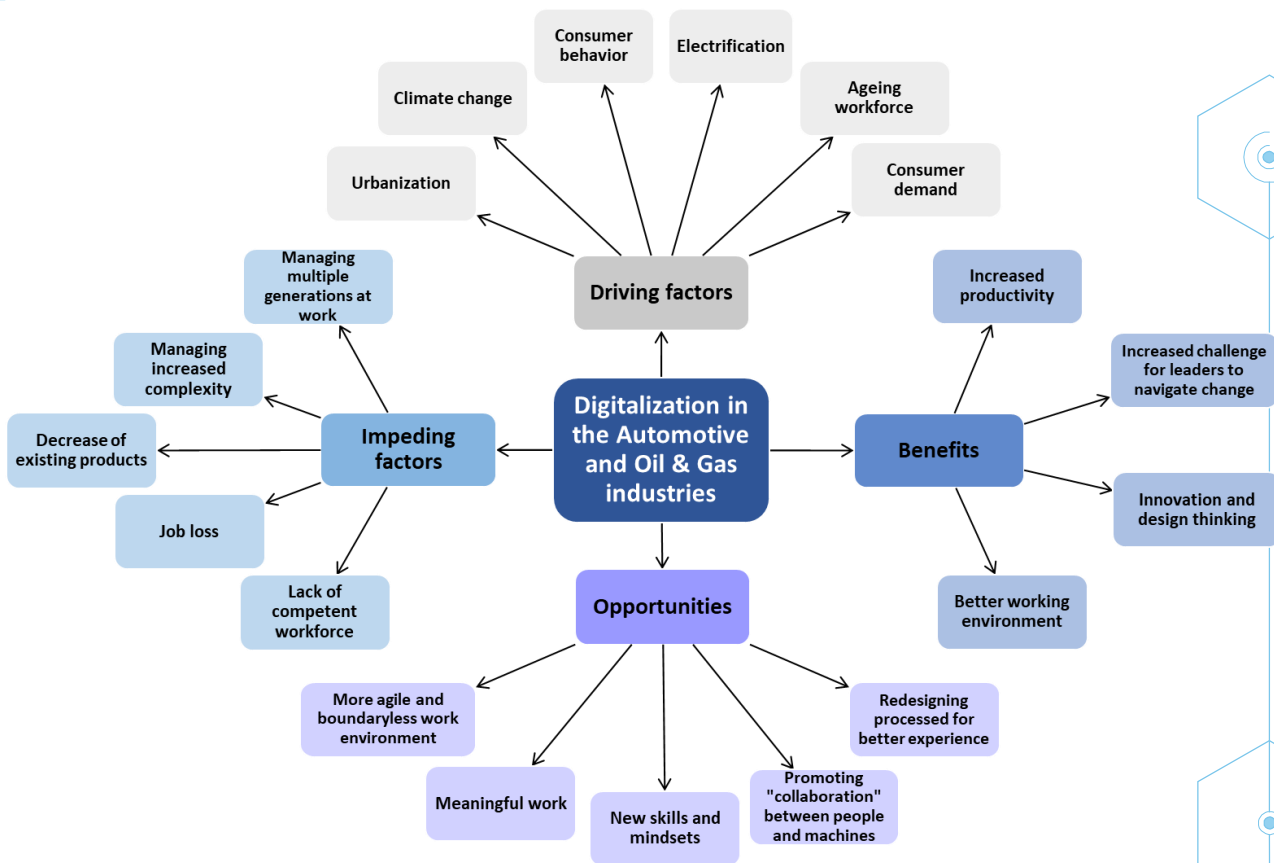 Consumer
behavior
Electrification
Climate change
Ageing
workforce
Urbanization
Consumer
demand
Managing
multiple
generations at
work
Driving factors
Increased
productivity
Managing
increased
complexity
Increased challenge
for leaders to
navigate change
Decrease of
existing products
Impeding
factors
Digitalization in
the Automotive
and Oil & Gas
industries
Benefits
Job loss
Innovation and
design thinking
Lack of
competent
workforce
Opportunities
Better working
environment
More agile and
boundaryless work
environment
Redesigning
processed for
better experience
Meaningful work
New skills and
mindsets
Promoting
"collaboration"
between people
and machines